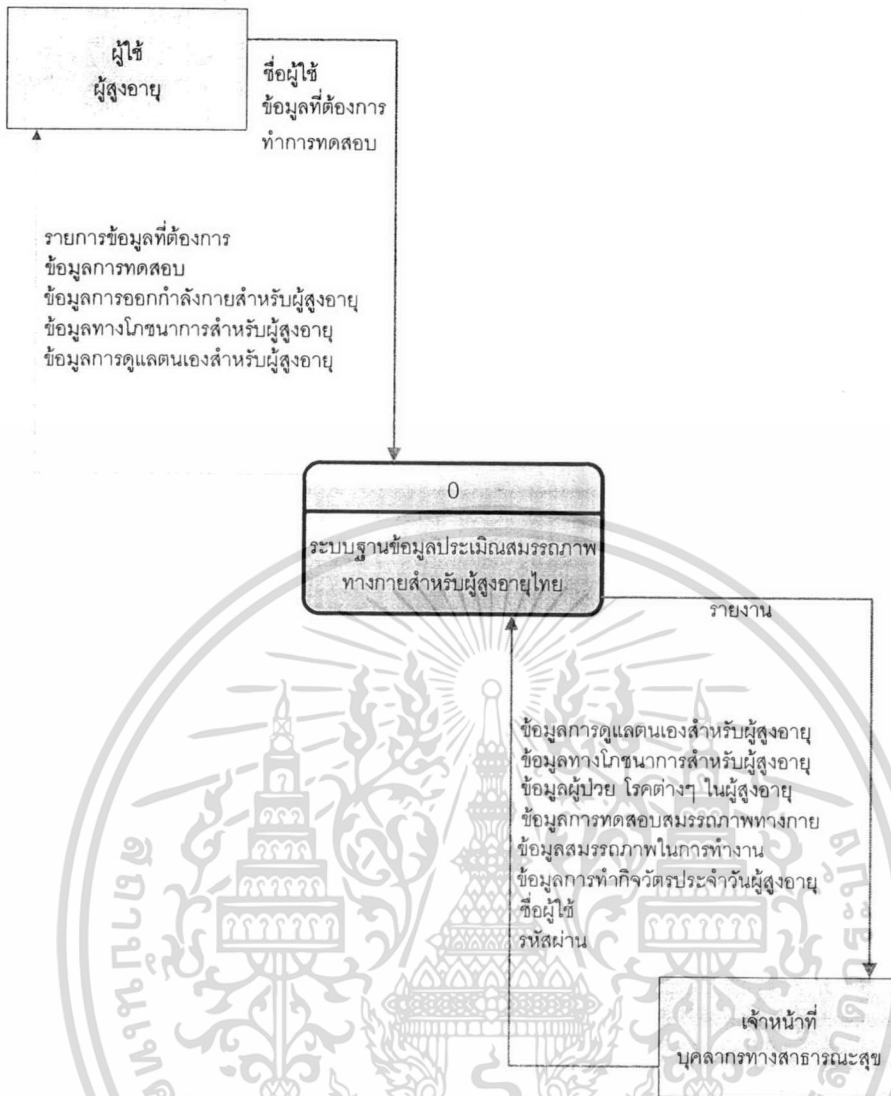 ผู้ใช้
ผู้สูงอายุ
ชื่อผู้ใช้
ข้อมูลที่ต้องการ
ทำการทดสอบ
รายการข้อมูลที่ต้องการ
ข้อมูลการทดสอบ
ข้อมูลการออกกำลังกายสำหรับผู้สูงอายุ
ข้อมูลทางโภชนาการสำหรับผู้สูงอายุ
ข้อมูลการดูแลตนเองสำหรับผู้สูงอายุ
0
ระบบฐานข้อมูลประเมินสมรรถภาพ
ทางกายสำหรับผู้สูงอายุไทย
รายงาน
ข้อมูลการดูแลตนเองสำหรับผู้สูงอายุ
ข้อมูลทางโภชนาการสำหรับผู้สูงอายุ
ข้อมูลผู้ป่วย โรคต่างๆ ในผู้สูงอายุ
ข้อมูลการทดสอบสมรรถภาพทางกาย
ข้อมูลสมรรถภาพในการทำงาน
ข้อมูลการทำกิจวัตรประจำวันผู้สูงอายุ
ชื่อผู้ใช้
รหัสผ่าน
เจ้าหน้าที่
บุคลากรทางสาธารณะสุข